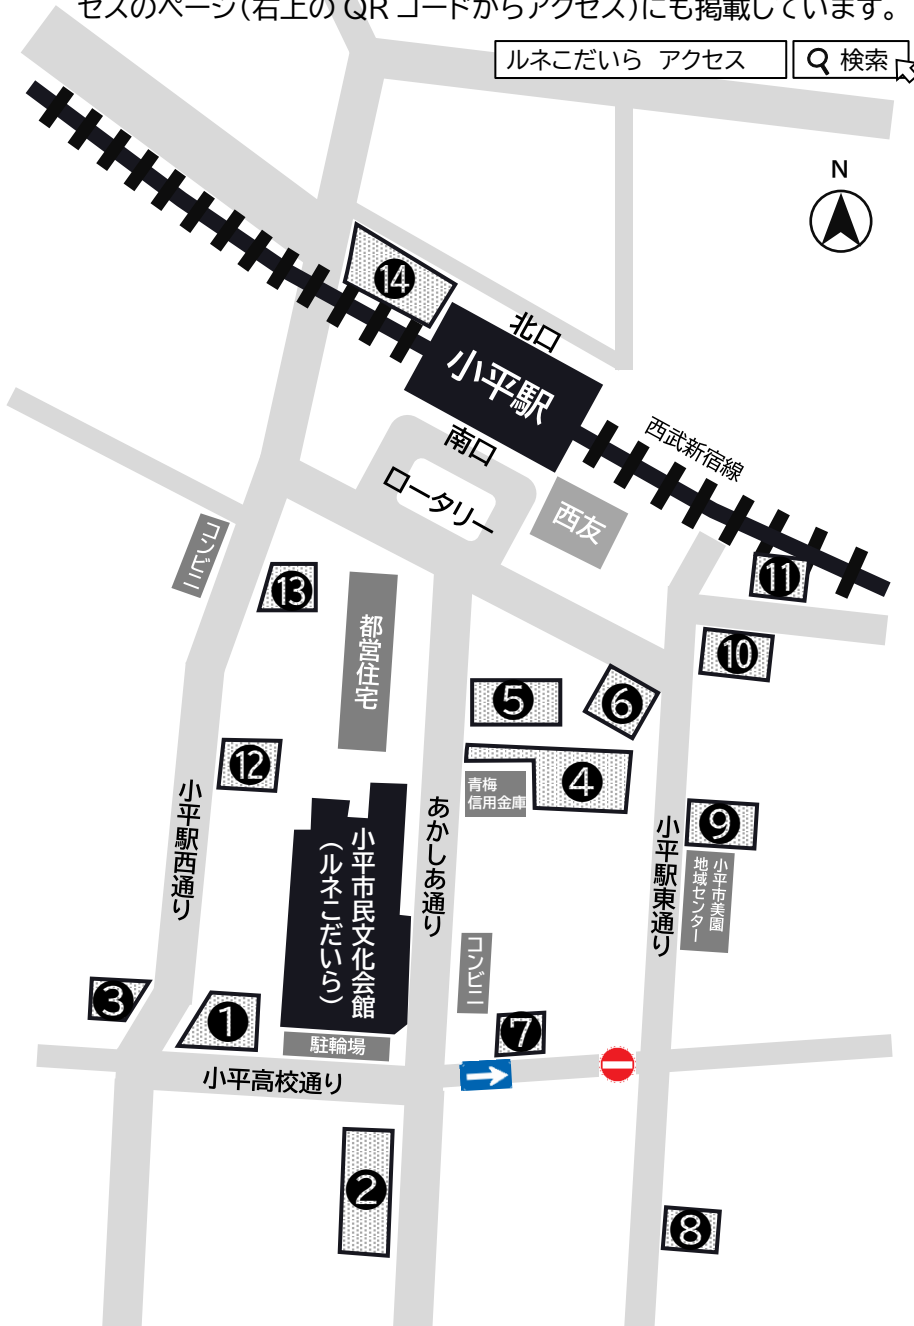 セスのページ（右上の QR コードからアクセス）にも掲載しています。
ルネこだいら　アクセス
検索
N
14
北口
小平駅
南口
ロータリー
西武新宿線
西友
コンビニ
13
都営住宅
11
10
5
6
12
4
青梅
信用金庫
9
小平市美園
地域センター
小平駅西通り
小平市民文化会館
（ルネこだいら）
あかしあ通り
小平駅東通り
コンビニ
3
1
7
駐輪場
小平高校通り
2
8